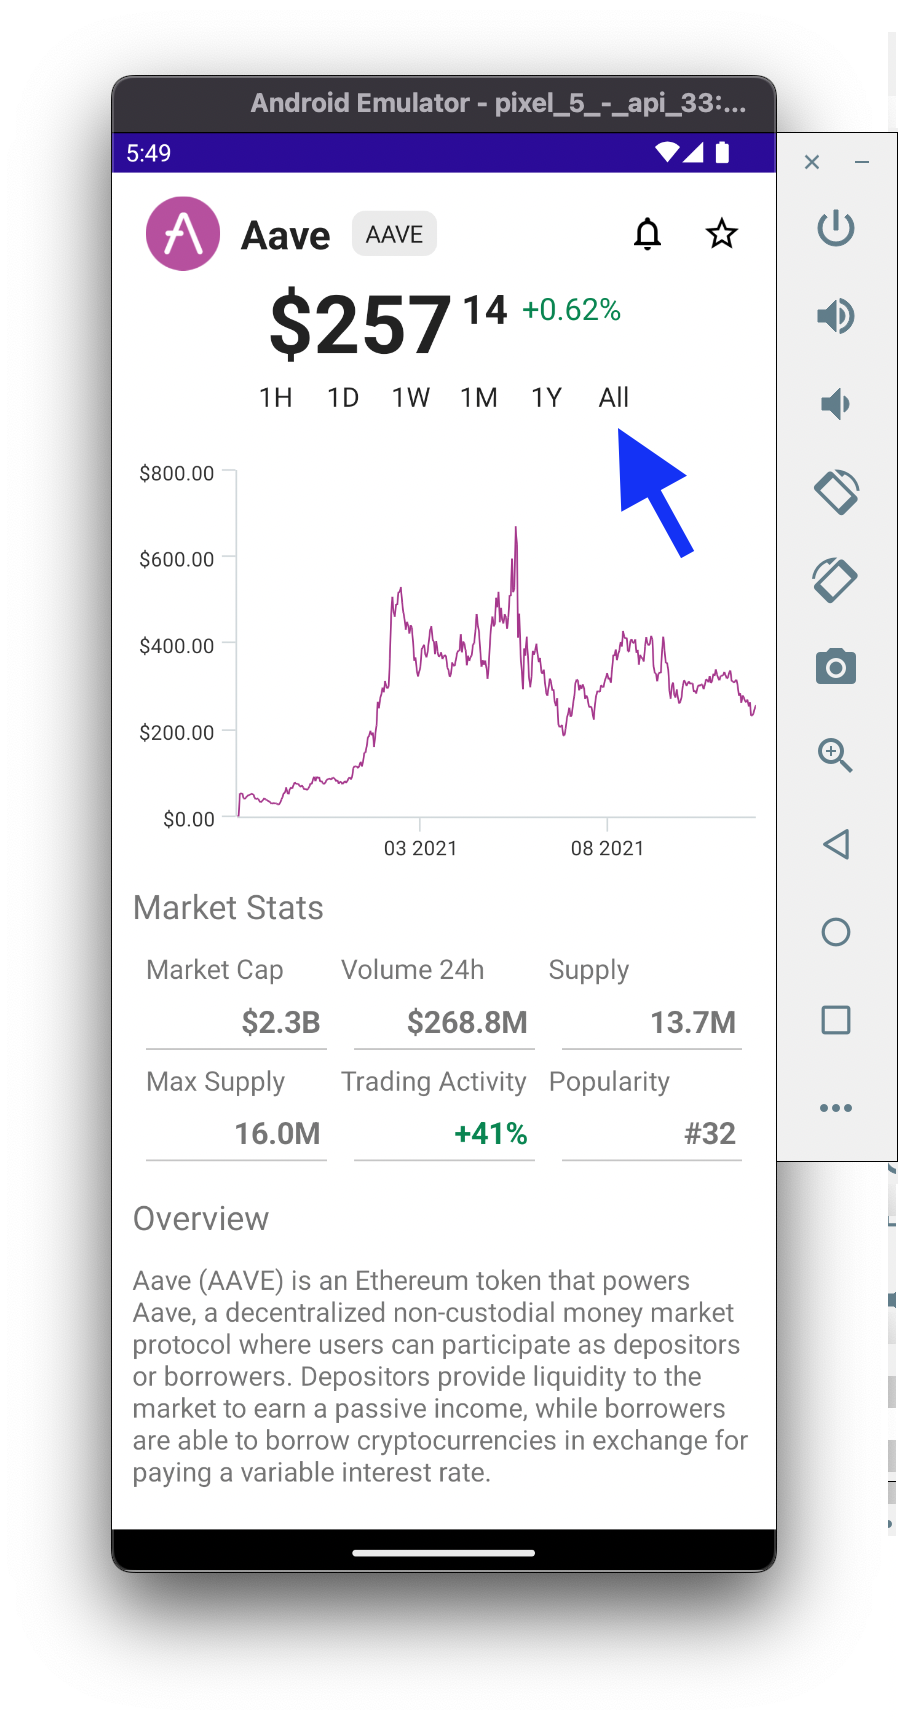 Android Emulator - pixel_5_-_api_33:...
5:49
Aave AAVE
$257 14 +0.62%
1H 1D 1W 1M 1Y All
$800.00
$600.00
$400.00
$200.00
$0.00
03 2021 08 2021
Market Stats
Market Cap Volume 24h Supply
$2.3B $268.8M 13.7M
Max Supply Trading Activity Popularity
16.0M +41% #32
Overview
Aave (AAVE) is an Ethereum token that powers
Aave, a decentralized non-custodial money market
protocol where users can participate as depositors
or borrowers. Depositors provide liquidity to the
market to earn a passive income, while borrowers
are able to borrow cryptocurrencies in exchange for
paying a variable interest rate.